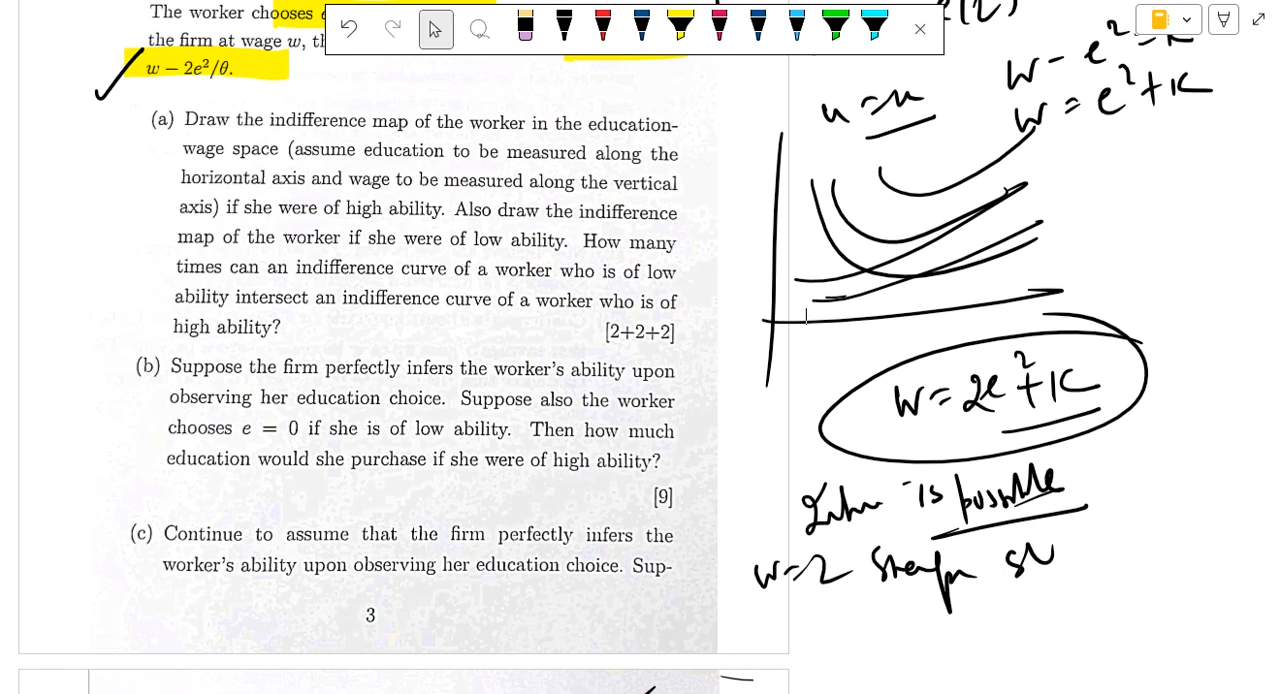 The worker chooses
the firm at wage w, th
w − 2e²/θ.
(a) Draw the indifference map of the worker in the education-
wage space (assume education to be measured along the
horizontal axis and wage to be measured along the vertical
axis) if she were of high ability. Also draw the indifference
map of the worker if she were of low ability. How many
times can an indifference curve of a worker who is of low
ability intersect an indifference curve of a worker who is of
high ability? [2+2+2]
(b) Suppose the firm perfectly infers the worker's ability upon
observing her education choice. Suppose also the worker
chooses e = 0 if she is of low ability. Then how much
education would she purchase if she were of high ability?
[9]
(c) Continue to assume that the firm perfectly infers the
worker's ability upon observing her education choice. Sup-
3
w − e²
w = e² + K
w = 2e² + K
is possible
w=2